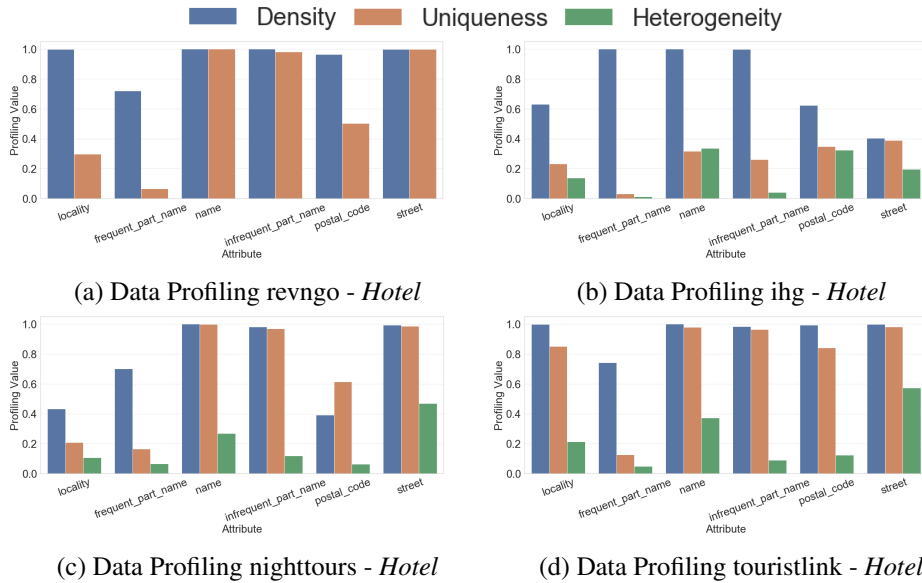 Density Uniqueness Heterogeneity
1.0
0.8
0.6
0.4
0.2
0.0
Profiling Value
locality frequent_part_name name infrequent_part_name postal_code street
Attribute
(a) Data Profiling revngo - Hotel
1.0
0.8
0.6
0.4
0.2
0.0
Profiling Value
locality frequent_part_name name infrequent_part_name postal_code street
Attribute
(b) Data Profiling ihg - Hotel
1.0
0.8
0.6
0.4
0.2
0.0
Profiling Value
locality frequent_part_name name infrequent_part_name postal_code street
Attribute
(c) Data Profiling nighttours - Hotel
1.0
0.8
0.6
0.4
0.2
0.0
Profiling Value
locality frequent_part_name name infrequent_part_name postal_code street
Attribute
(d) Data Profiling touristlink - Hotel